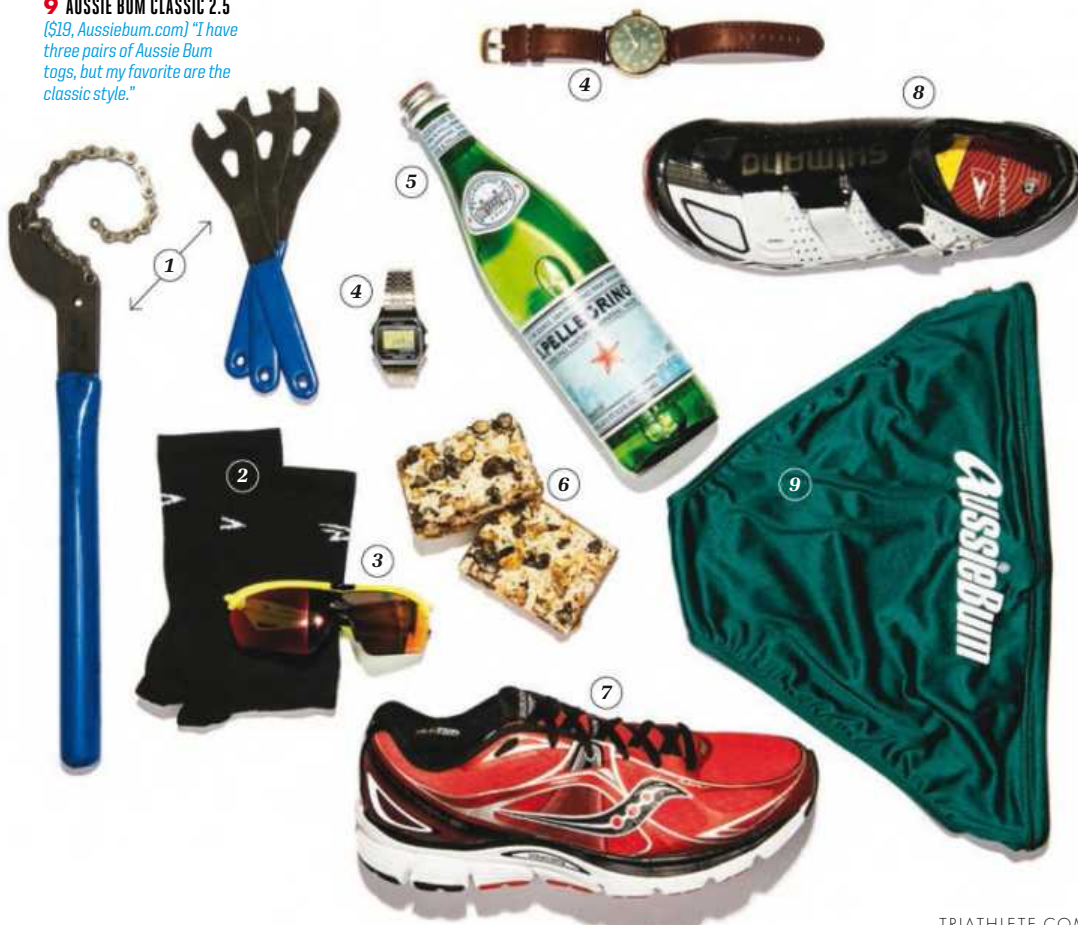 9 AUSSIE BUM CLASSIC 2.5
($19, Aussiebum.com) "I have
three pairs of Aussie Bum
togs, but my favorite are the
classic style."
4
8
SHIMANO
5
1
4
S.PELLEGRINO
2
6
9
aussieBum
3
7
TRIATHLETE.COM